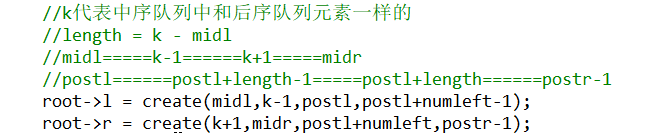 //k代表中序队列中和后序队列元素一样的
//length = k - midl
//midl=====k-1======k+1=====midr
//postl======postl+length-1=====postl+length======postr-1
root->l = create(midl,k-1,postl,postl+numleft-1);
root->r = create(k+1,midr,postl+numleft,postr-1);